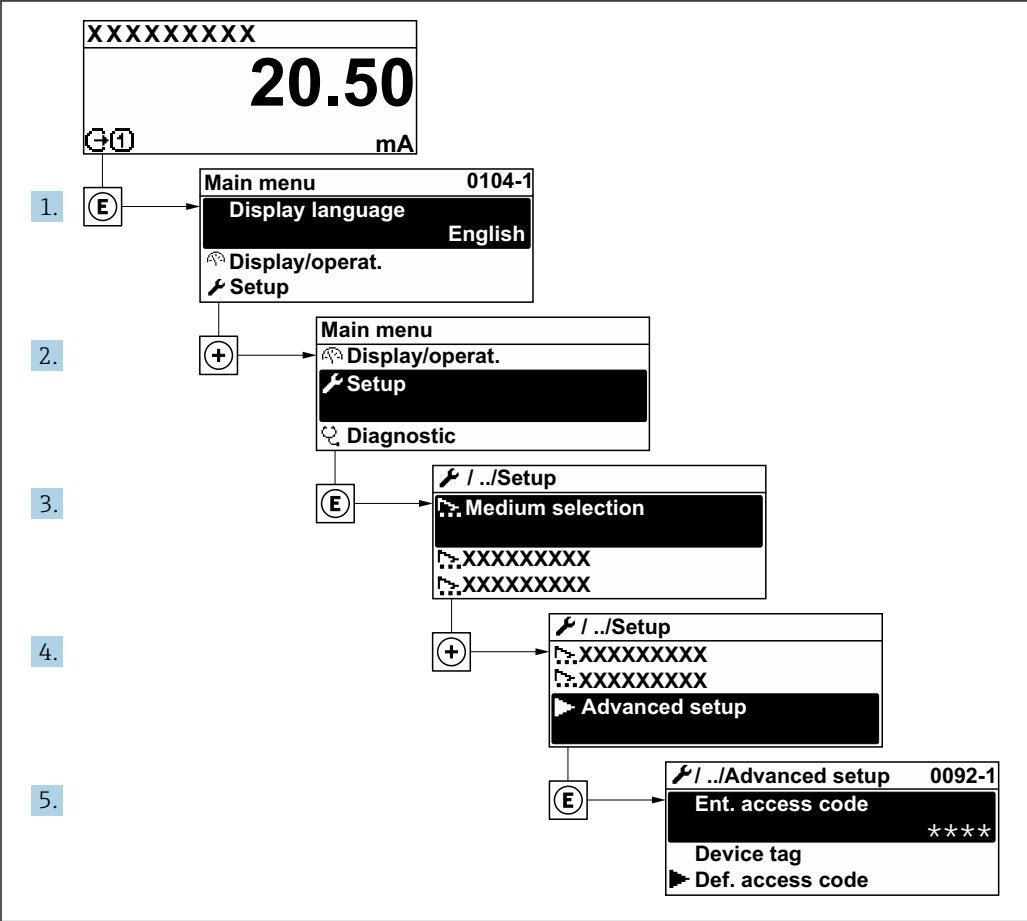 XXXXXXXXX
20.50
1 mA
1. E
Main menu 0104-1
Display language
English
Display/operat.
Setup
2. +
Main menu
Display/operat.
Setup
Diagnostic
3. E
/ ../Setup
Medium selection
XXXXXXXXX
XXXXXXXXX
4. +
/ ../Setup
XXXXXXXXX
XXXXXXXXX
Advanced setup
5. E
/ ../Advanced setup 0092-1
Ent. access code
****
Device tag
Def. access code